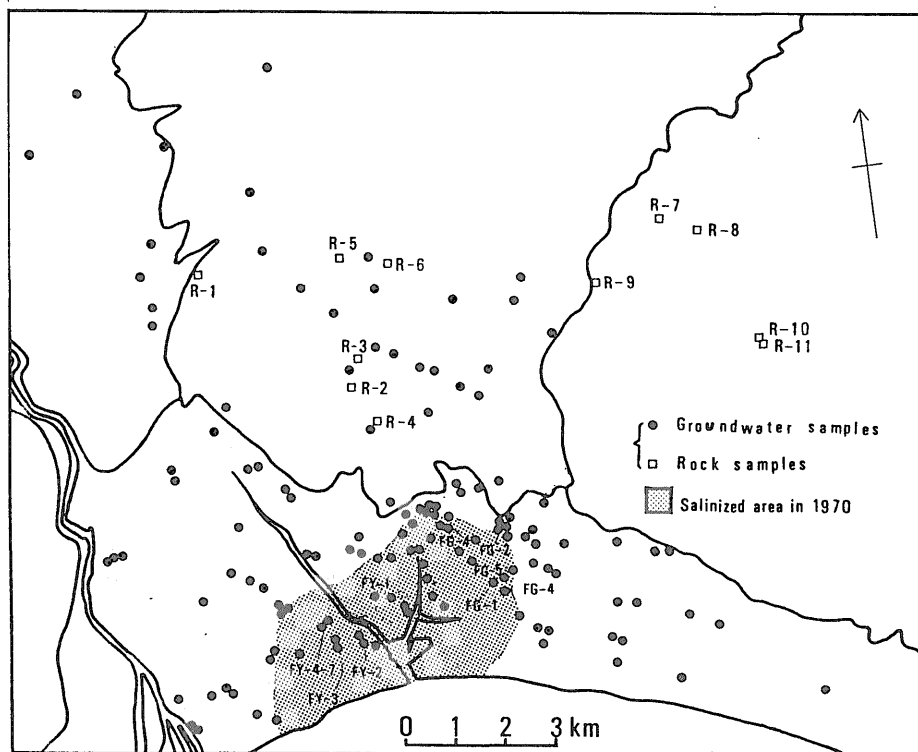 R-7
R-8
R-5
R-6
R-1
R-9
R-10
R-11
R-3
R-2
R-4
Groundwater samples
Rock samples
Salinized area in 1970
FG-4
FG-2
FG-5
FG-4
FY-1
FG-1
FY-4-7
FY-2
FY-3
0 1 2 3 km